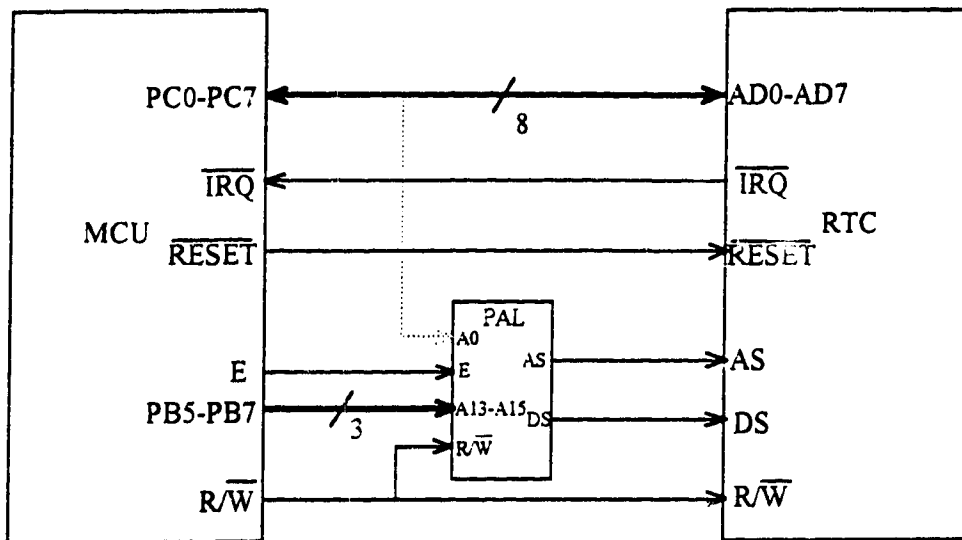 PC0-PC7
8
AD0-AD7
IRQ
IRQ
MCU
RTC
RESET
RESET
PAL
A0
AS
AS
E
E
PB5-PB7
3
A13-A15
DS
DS
R/W
R/W
R/W